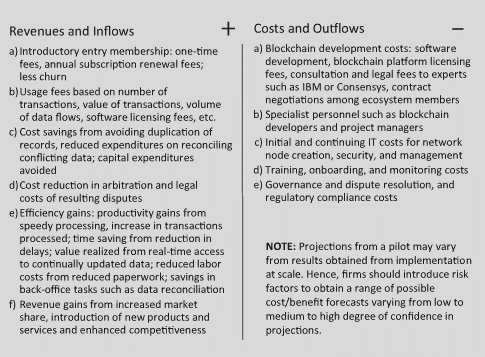 Revenues and Inflows +
a) Introductory entry membership: one-time
fees, annual subscription renewal fees;
less churn
b) Usage fees based on number of
transactions, value of transactions, volume
of data flows, software licensing fees, etc.
c) Cost savings from avoiding duplication of
records, reduced expenditures on reconciling
conflicting data; capital expenditures
avoided
d) Cost reduction in arbitration and legal
costs of resulting disputes
e) Efficiency gains: productivity gains from
speedy processing, increase in transactions
processed; time saving from reduction in
delays; value realized from real-time access
to continually updated data; reduced labor
costs from reduced paperwork; savings in
back-office tasks such as data reconciliation
f) Revenue gains from increased market
share, introduction of new products and
services and enhanced competitiveness
Costs and Outflows −
a) Blockchain development costs: software
development, blockchain platform licensing
fees, consultation and legal fees to experts
such as IBM or Consensys, contract
negotiations among ecosystem members
b) Specialist personnel such as blockchain
developers and project managers
c) Initial and continuing IT costs for network
node creation, security, and management
d) Training, onboarding, and monitoring costs
e) Governance and dispute resolution, and
regulatory compliance costs
NOTE: Projections from a pilot may vary
from results obtained from implementation
at scale. Hence, firms should introduce risk
factors to obtain a range of possible
cost/benefit forecasts varying from low to
medium to high degree of confidence in
projections.